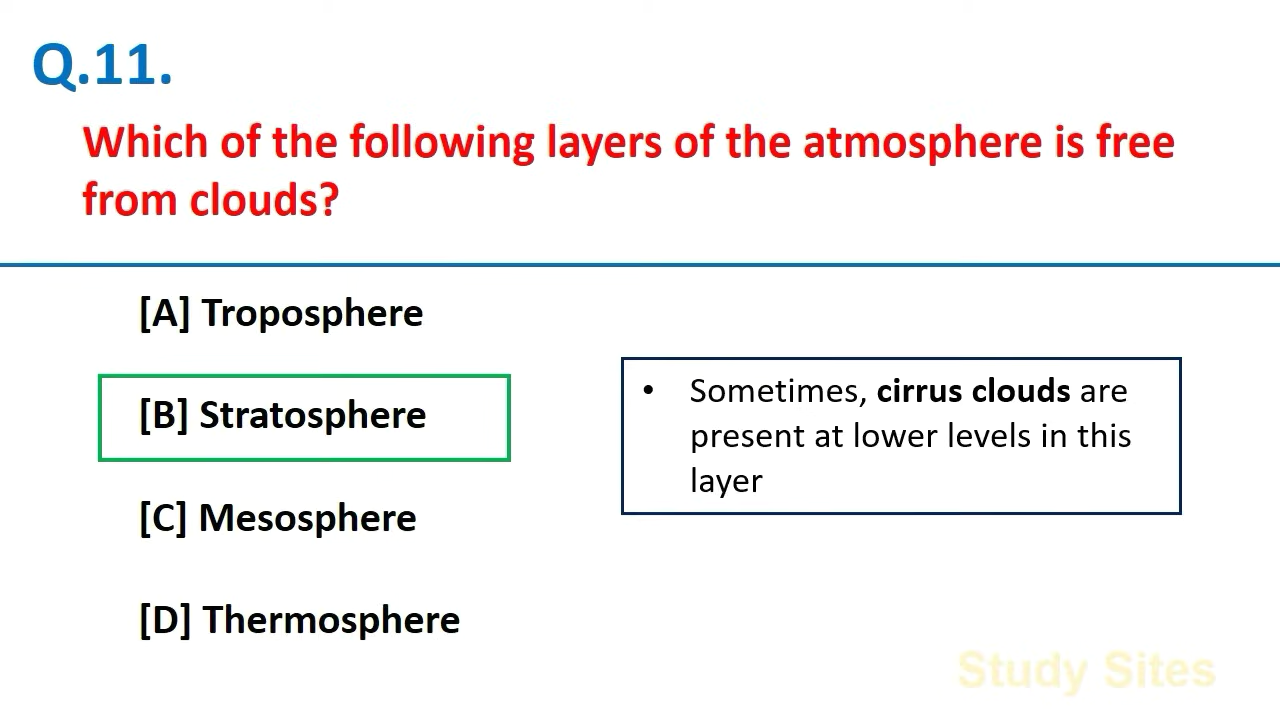 Q.11.
Which of the following layers of the atmosphere is free
from clouds?
[A] Troposphere
[B] Stratosphere
• Sometimes, cirrus clouds are
present at lower levels in this
layer
[C] Mesosphere
[D] Thermosphere
Study Sites